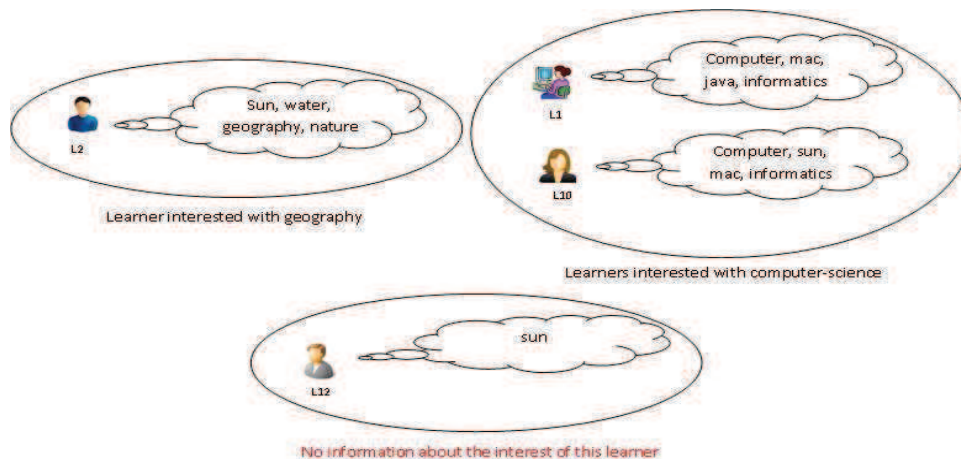 Sun, water,
geography, nature
L2
Learner interested with geography
Computer, mac,
java, informatics
L1
Computer, sun,
mac, informatics
L10
Learners interested with computer-science
sun
L12
No information about the interest of this learner